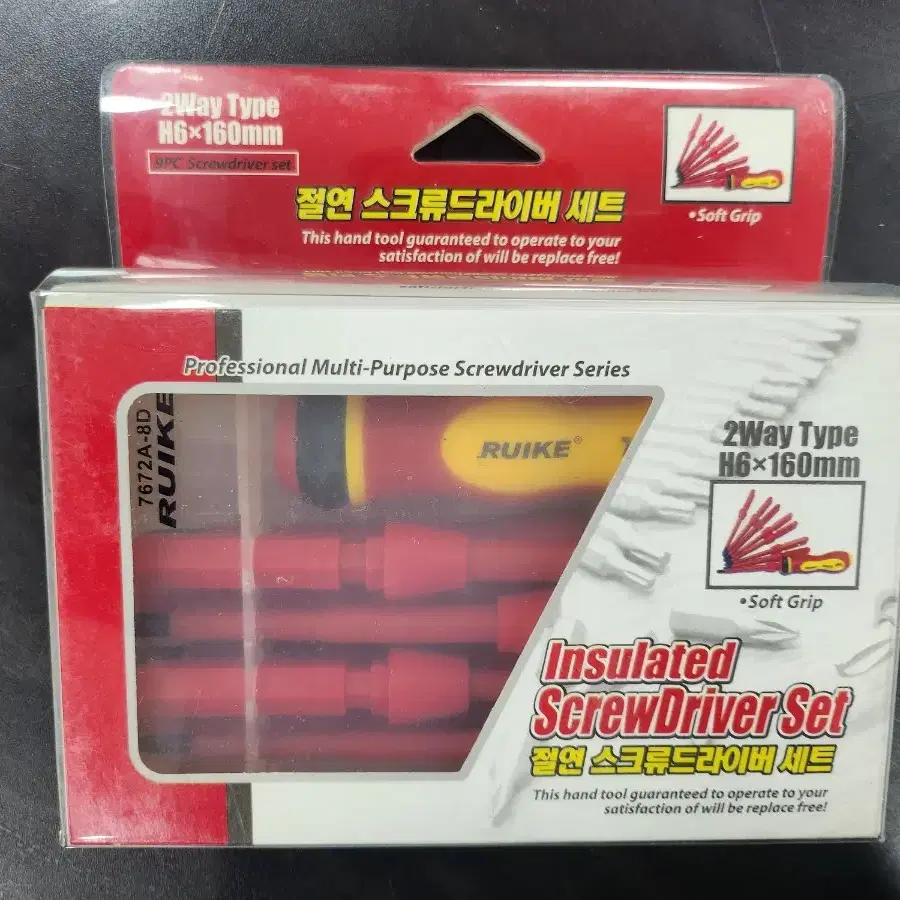 2Way Type
H6×160mm
9PC Screwdriver set
절연 스크류드라이버 세트
This hand tool guaranteed to operate to your
satisfaction of will be replace free!
•Soft Grip
Professional Multi-Purpose Screwdriver Series
7672A-8D
RUIKE
RUIKE®
2Way Type
H6×160mm
•Soft Grip
Insulated
ScrewDriver Set
절연 스크류드라이버 세트
This hand tool guaranteed to operate to your
satisfaction of will be replace free!